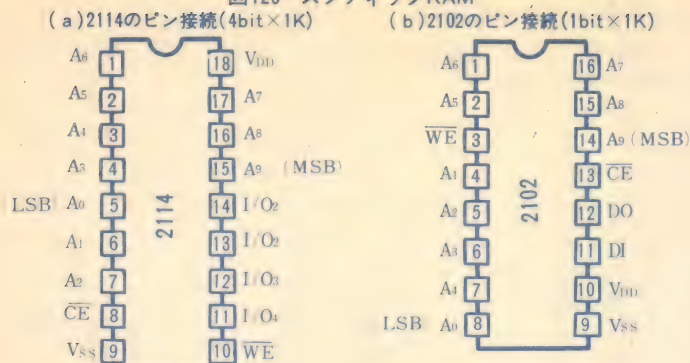 図126 スタティックRAM
(a)2114のピン接続(4bit×1K)
A6 1 18 VDD
A5 2 17 A7
A4 3 16 A8
A3 4 15 A9 (MSB)
LSB A0 5 14 I/O2
A1 6 13 I/O2
A2 7 12 I/O3
CE 8 11 I/O4
VSS 9 10 WE
2114
(b)2102のピン接続(1bit×1K)
A6 1 16 A7
A5 2 15 A8
WE 3 14 A9 (MSB)
A1 4 13 CE
A2 5 12 DO
A3 6 11 DI
A4 7 10 VDD
LSB A0 8 9 VSS
2102